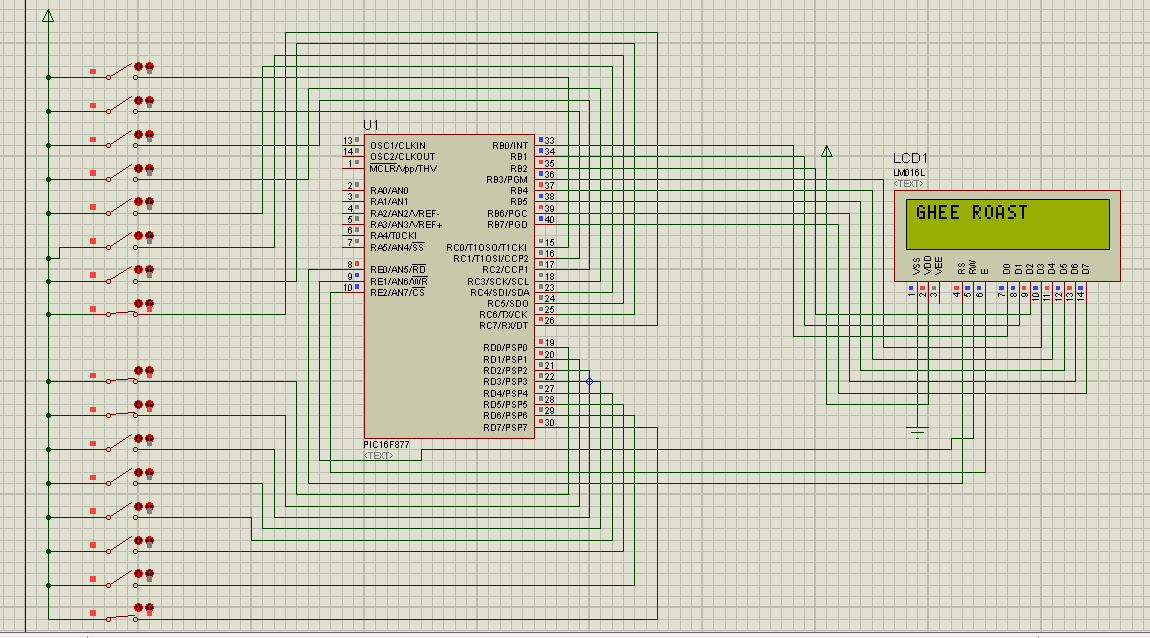 U1
13 OSC1/CLKIN RB0/INT 33
14 OSC2/CLKOUT RB1 34
1 MCLR/Vpp/THV RB2 35
RB3/PGM 36
2 RA0/AN0 RB4 37
3 RA1/AN1 RB5 38
4 RA2/AN2/VREF- RB6/PGC 39
5 RA3/AN3/VREF+ RB7/PGD 40
6 RA4/T0CKI
7 RA5/AN4/SS RC0/T1OSO/T1CKI 15
RC1/T1OSI/CCP2 16
8 RE0/AN5/RD RC2/CCP1 17
9 RE1/AN6/WR RC3/SCK/SCL 18
10 RE2/AN7/CS RC4/SDI/SDA 23
RC5/SDO 24
RC6/TX/CK 25
RC7/RX/DT 26
RD0/PSP0 19
RD1/PSP1 20
RD2/PSP2 21
RD3/PSP3 22
RD4/PSP4 27
RD5/PSP5 28
RD6/PSP6 29
RD7/PSP7 30
PIC16F877
<TEXT>
LCD1
LM016L
<TEXT>
GHEE ROAST
VSS VDD VEE RS RW E D0 D1 D2 D3 D4 D5 D6 D7
1 2 3 4 5 6 7 8 9 10 11 12 13 14